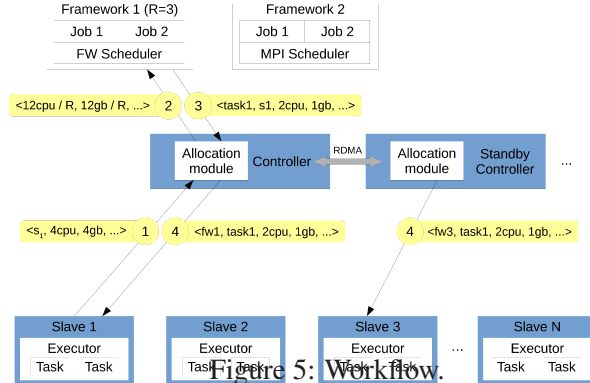 Framework 1 (R=3)
Framework 2
Job 1 Job 2
Job 1 Job 2
FW Scheduler
MPI Scheduler
<12cpu / R, 12gb / R, ...> 2
3 <task1, s1, 2cpu, 1gb, ...>
Allocation
module
Controller
RDMA
Allocation
module
Standby
Controller
...
<s1, 4cpu, 4gb, ...> 1
4 <fw1, task1, 2cpu, 1gb, ...>
4 <fw3, task1, 2cpu, 1gb, ...>
Slave 1
Executor
Task Task
Slave 2
Executor
Task Task
Slave 3
Executor
Task Task
...
Slave N
Executor
Task Task
Figure 5: Workflow.